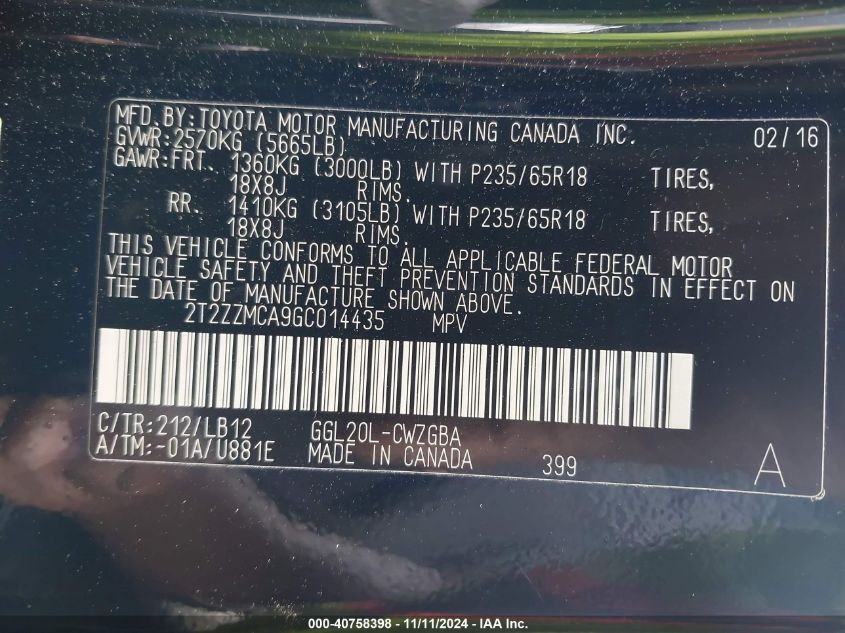 MFD. BY: TOYOTA MOTOR MANUFACTURING CANADA INC. 02/16
GVWR: 2570KG (5665LB)
GAWR: FRT. 1360KG (3000LB) WITH P235/65R18 TIRES,
18X8J RIMS.
RR. 1410KG (3105LB) WITH P235/65R18 TIRES,
18X8J RIMS.
THIS VEHICLE CONFORMS TO ALL APPLICABLE FEDERAL MOTOR
VEHICLE SAFETY AND THEFT PREVENTION STANDARDS IN EFFECT ON
THE DATE OF MANUFACTURE SHOWN ABOVE.
2T2ZZMCA9GC014435 MPV
C/TR: 212/LB12 GGL20L-CWZGBA
A/TM: -01A/U881E MADE IN CANADA 399 A
000-40758398 - 11/11/2024 - IAA Inc.